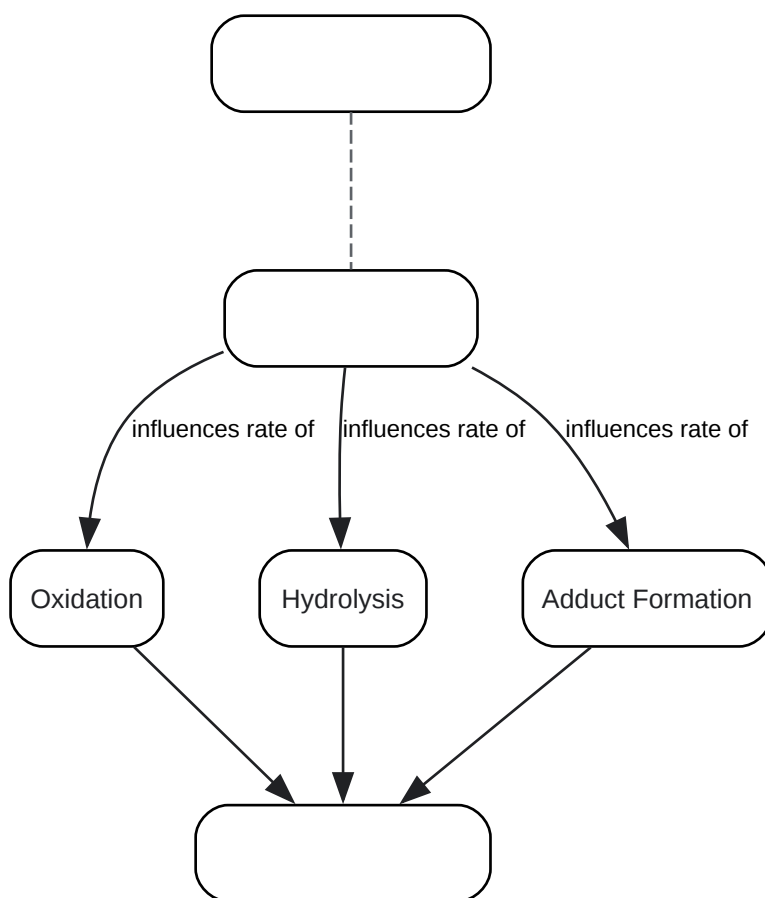 influences rate of
influences rate of
influences rate of
Oxidation
Hydrolysis
Adduct Formation